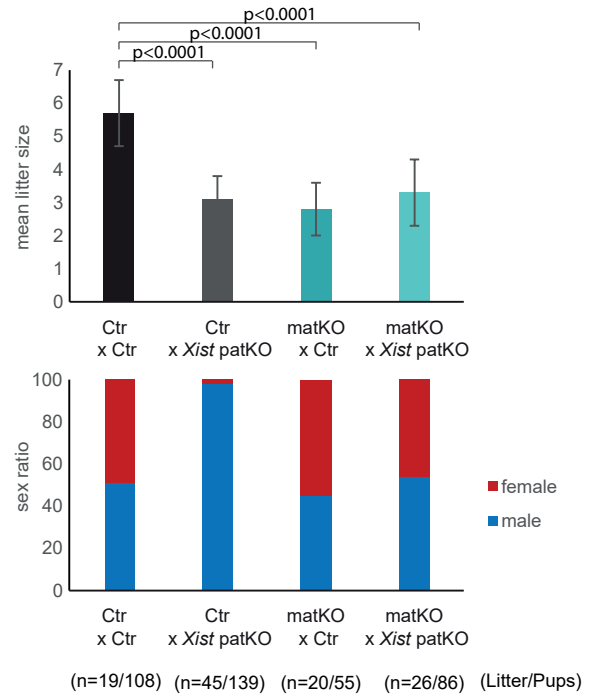 p<0.0001
p<0.0001
p<0.0001
7
6
5
4
3
2
1
0
mean litter size
Ctr Ctr matKO matKO
x Ctr x Xist patKO x Ctr x Xist patKO
100
80
60
40
20
0
sex ratio
female
male
Ctr Ctr matKO matKO
x Ctr x Xist patKO x Ctr x Xist patKO
(n=19/108) (n=45/139) (n=20/55) (n=26/86) (Litter/Pups)